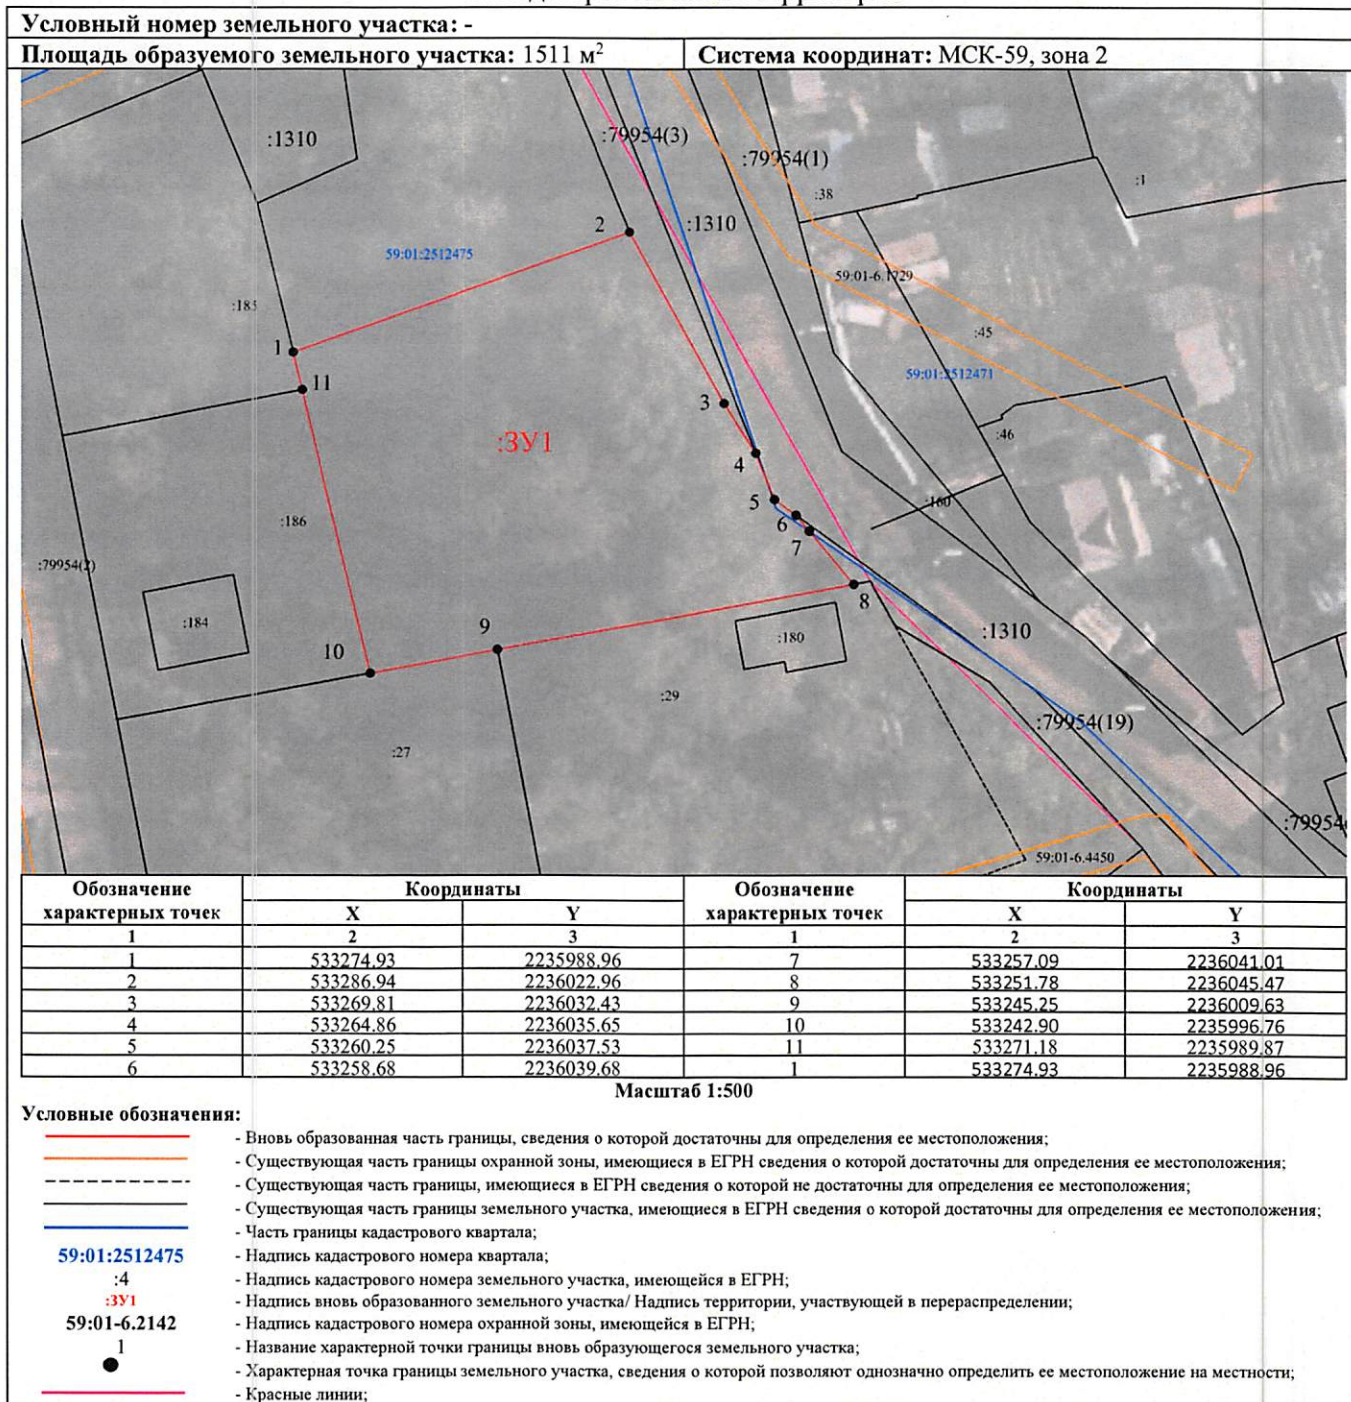 Условный номер земельного участка: -
Площадь образуемого земельного участка: 1511 м² Система координат: МСК-59, зона 2
:1310
:79954(3)
:79954(1)
:38
:1
2
:1310
59:01:2512475
59:01-6.1729
:185
:45
1
59:01:2512471
11
3
:ЗУ1
:46
4
5
:160
:186
6
7
:79954(2)
8
:184
:180
:1310
9
10
:29
:79954(19)
:27
:79954(
59:01-6.4450
Обозначение характерных точек Координаты Обозначение характерных точек Координаты
X Y X Y
1 2 3 1 2 3
1 533274.93 2235988.96 7 533257.09 2236041.01
2 533286.94 2236022.96 8 533251.78 2236045.47
3 533269.81 2236032.43 9 533245.25 2236009.63
4 533264.86 2236035.65 10 533242.90 2235996.76
5 533260.25 2236037.53 11 533271.18 2235989.87
6 533258.68 2236039.68 1 533274.93 2235988.96
Масштаб 1:500
Условные обозначения:
- Вновь образованная часть границы, сведения о которой достаточны для определения ее местоположения;
- Существующая часть границы охранной зоны, имеющиеся в ЕГРН сведения о которой достаточны для определения ее местоположения;
- Существующая часть границы, имеющиеся в ЕГРН сведения о которой не достаточны для определения ее местоположения;
- Существующая часть границы земельного участка, имеющиеся в ЕГРН сведения о которой достаточны для определения ее местоположения;
- Часть границы кадастрового квартала;
59:01:2512475 - Надпись кадастрового номера квартала;
:4 - Надпись кадастрового номера земельного участка, имеющейся в ЕГРН;
:ЗУ1 - Надпись вновь образованного земельного участка/ Надпись территории, участвующей в перераспределении;
59:01-6.2142 - Надпись кадастрового номера охранной зоны, имеющейся в ЕГРН;
1 - Название характерной точки границы вновь образующегося земельного участка;
- Характерная точка границы земельного участка, сведения о которой позволяют однозначно определить ее местоположение на местности;
- Красные линии;